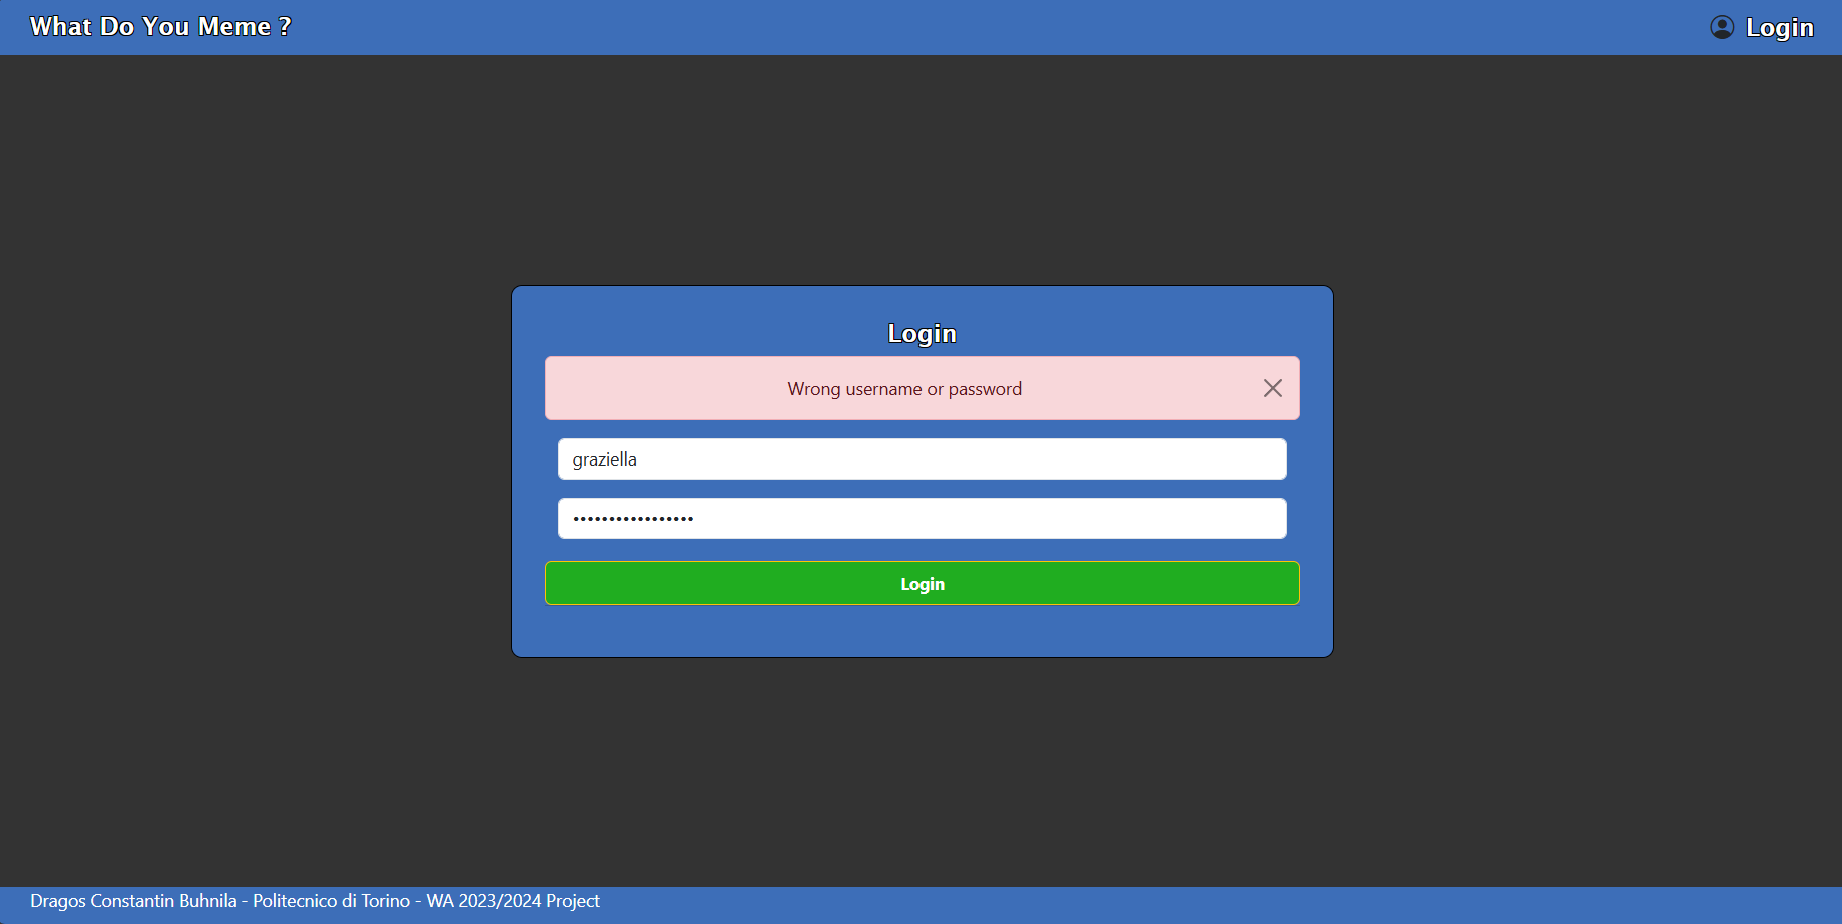 What Do You Meme ?
Login
Login
Wrong username or password
graziella
•••••••••••••••••
Login
Dragos Constantin Buhnila - Politecnico di Torino - WA 2023/2024 Project